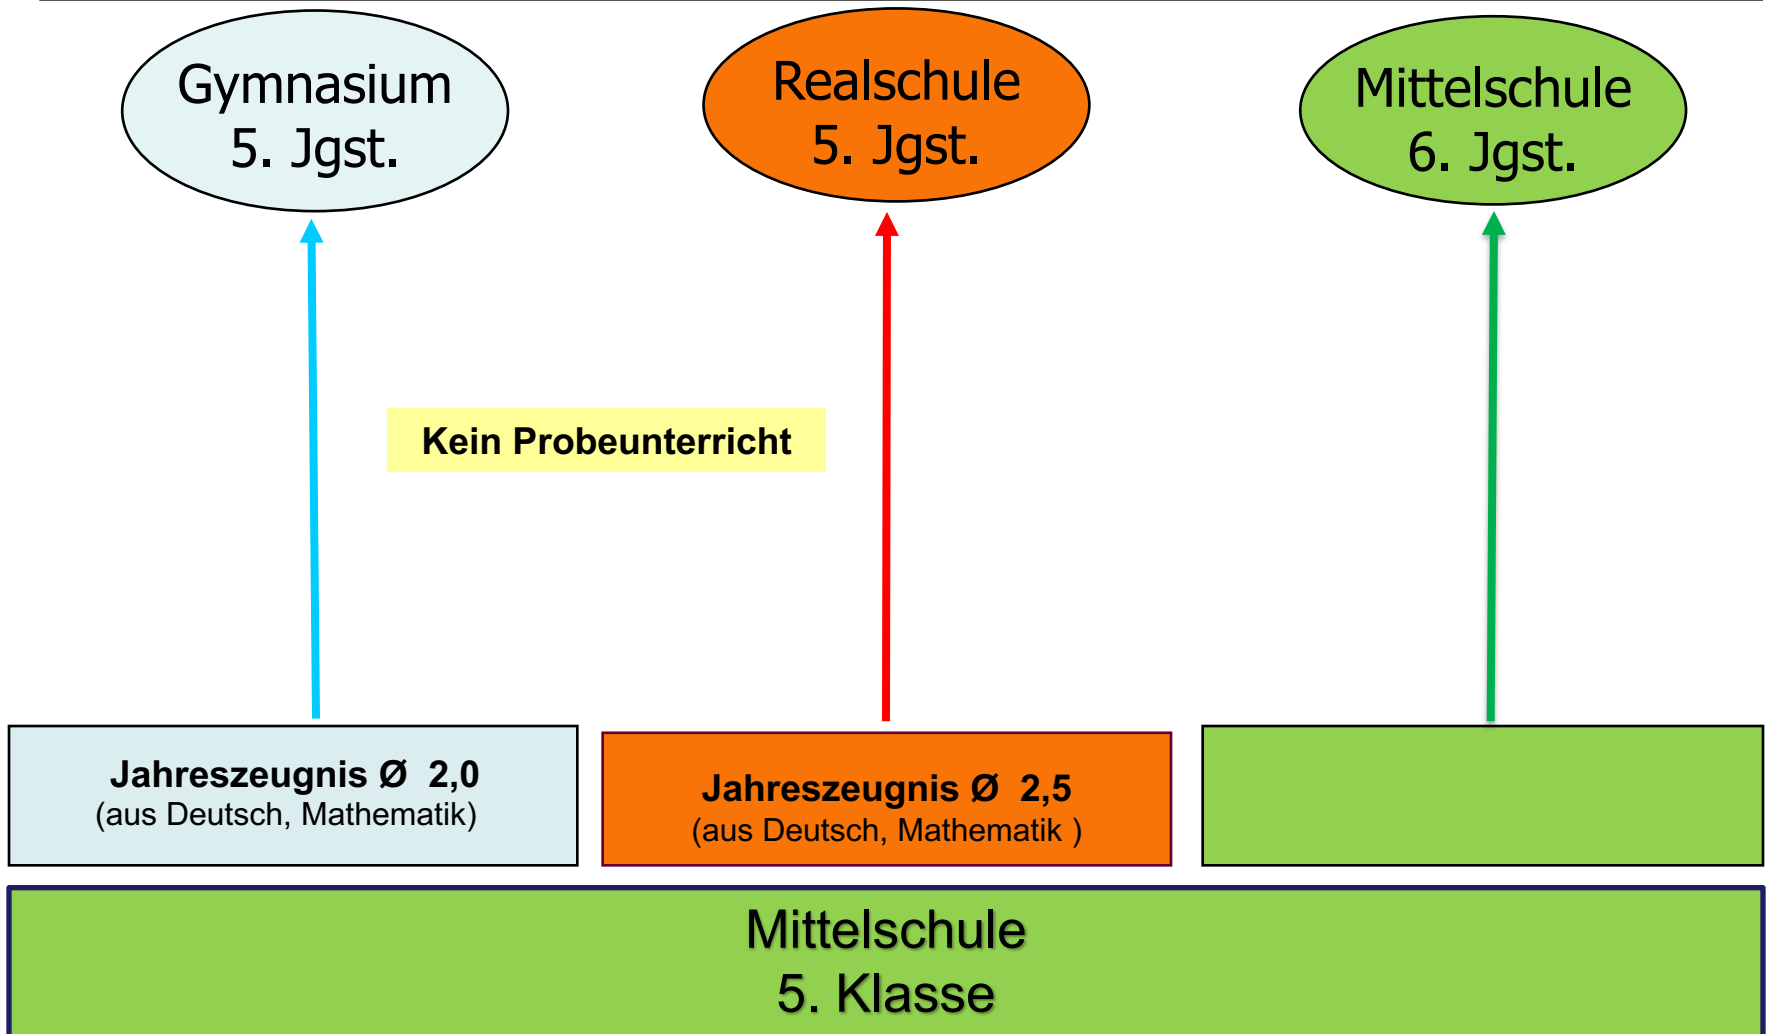 Gymnasium
5. Jgst.
Realschule
5. Jgst.
Mittelschule
6. Jgst.
Kein Probeunterricht
Jahreszeugnis Ø  2,0
(aus Deutsch, Mathematik)
Jahreszeugnis Ø  2,5
(aus Deutsch, Mathematik )
Mittelschule
5. Klasse